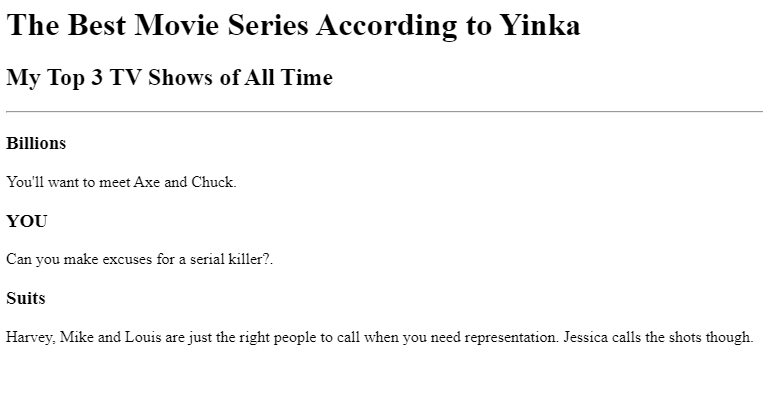 The Best Movie Series According to Yinka
My Top 3 TV Shows of All Time
Billions
You'll want to meet Axe and Chuck.
YOU
Can you make excuses for a serial killer?.
Suits
Harvey, Mike and Louis are just the right people to call when you need representation. Jessica calls the shots though.